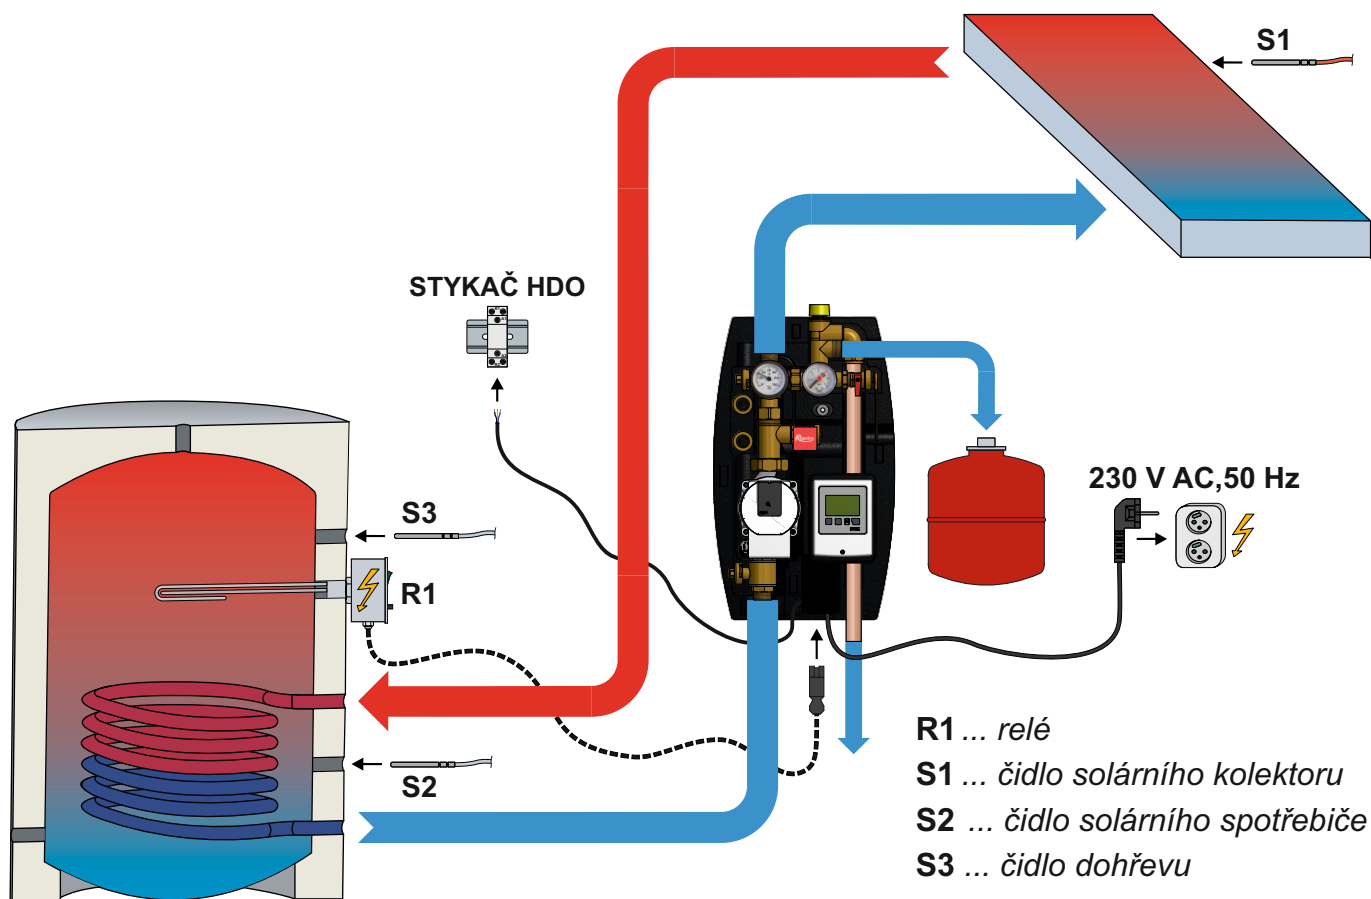 S1
STYKAČ HDO
230 V AC,50 Hz
S3
R1
S2
R1 ... relé
S1 ... čidlo solárního kolektoru
S2 ... čidlo solárního spotřebiče
S3 ... čidlo dohřevu